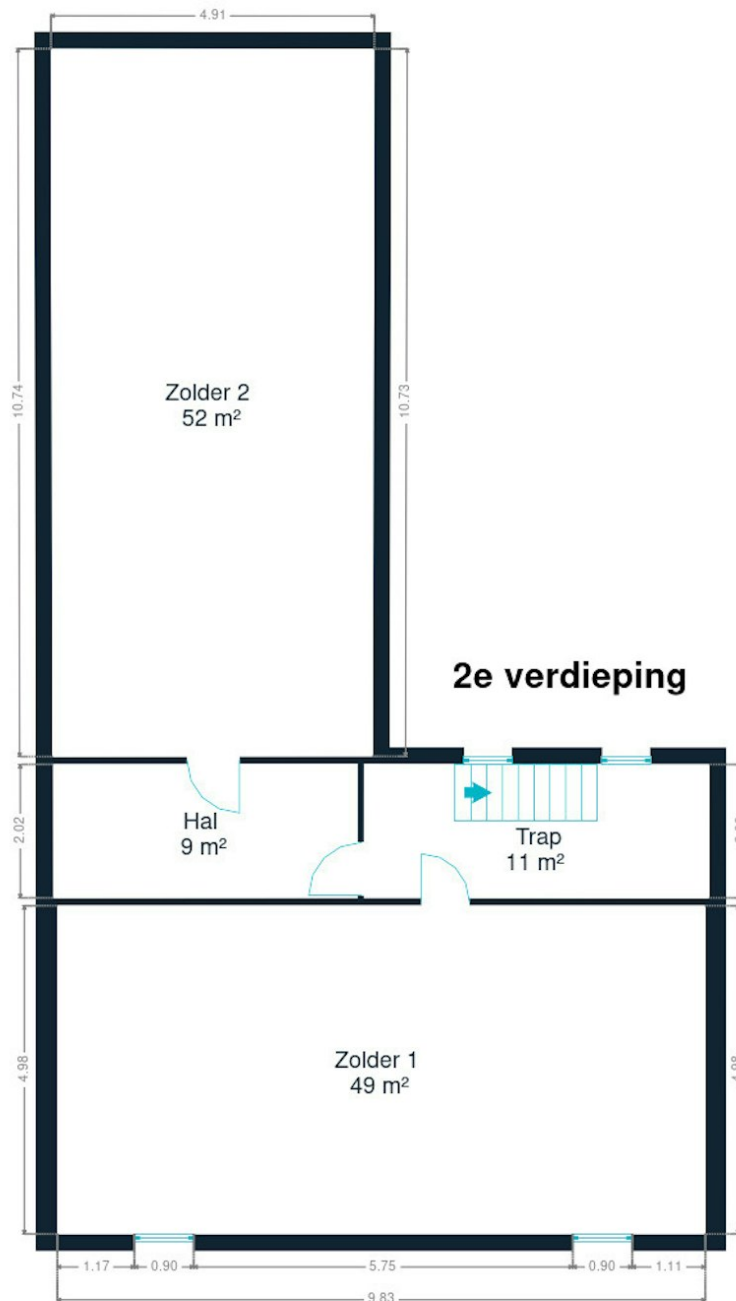 4.91
10.74
10.73
Zolder 2
52 m²
2e verdieping
2.02
Hal
9 m²
Trap
11 m²
4.98
4.98
Zolder 1
49 m²
1.17
0.90
5.75
0.90
1.11
9.83